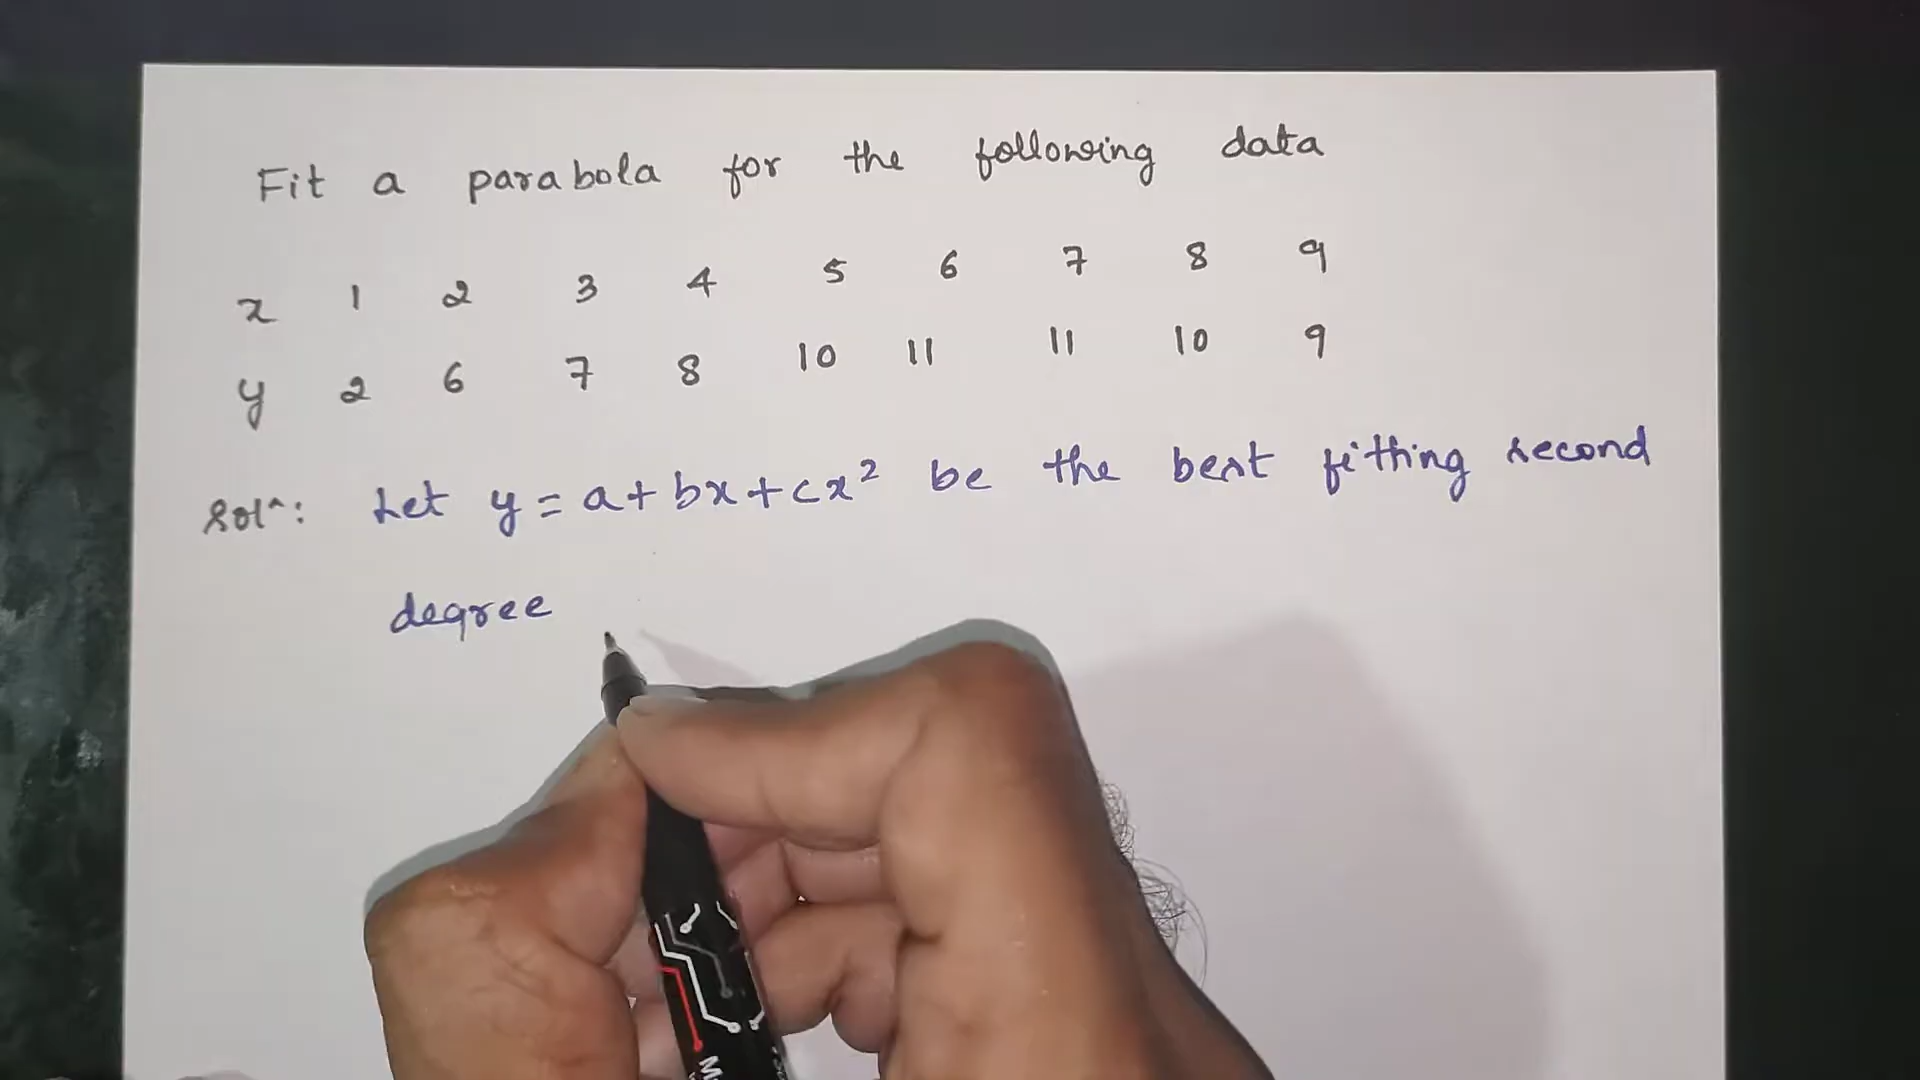 Fit a parabola for the following data
x 1 2 3 4 5 6 7 8 9
y 2 6 7 8 10 11 11 10 9
Solⁿ: Let y = a + bx + cx² be the best fitting second
degree